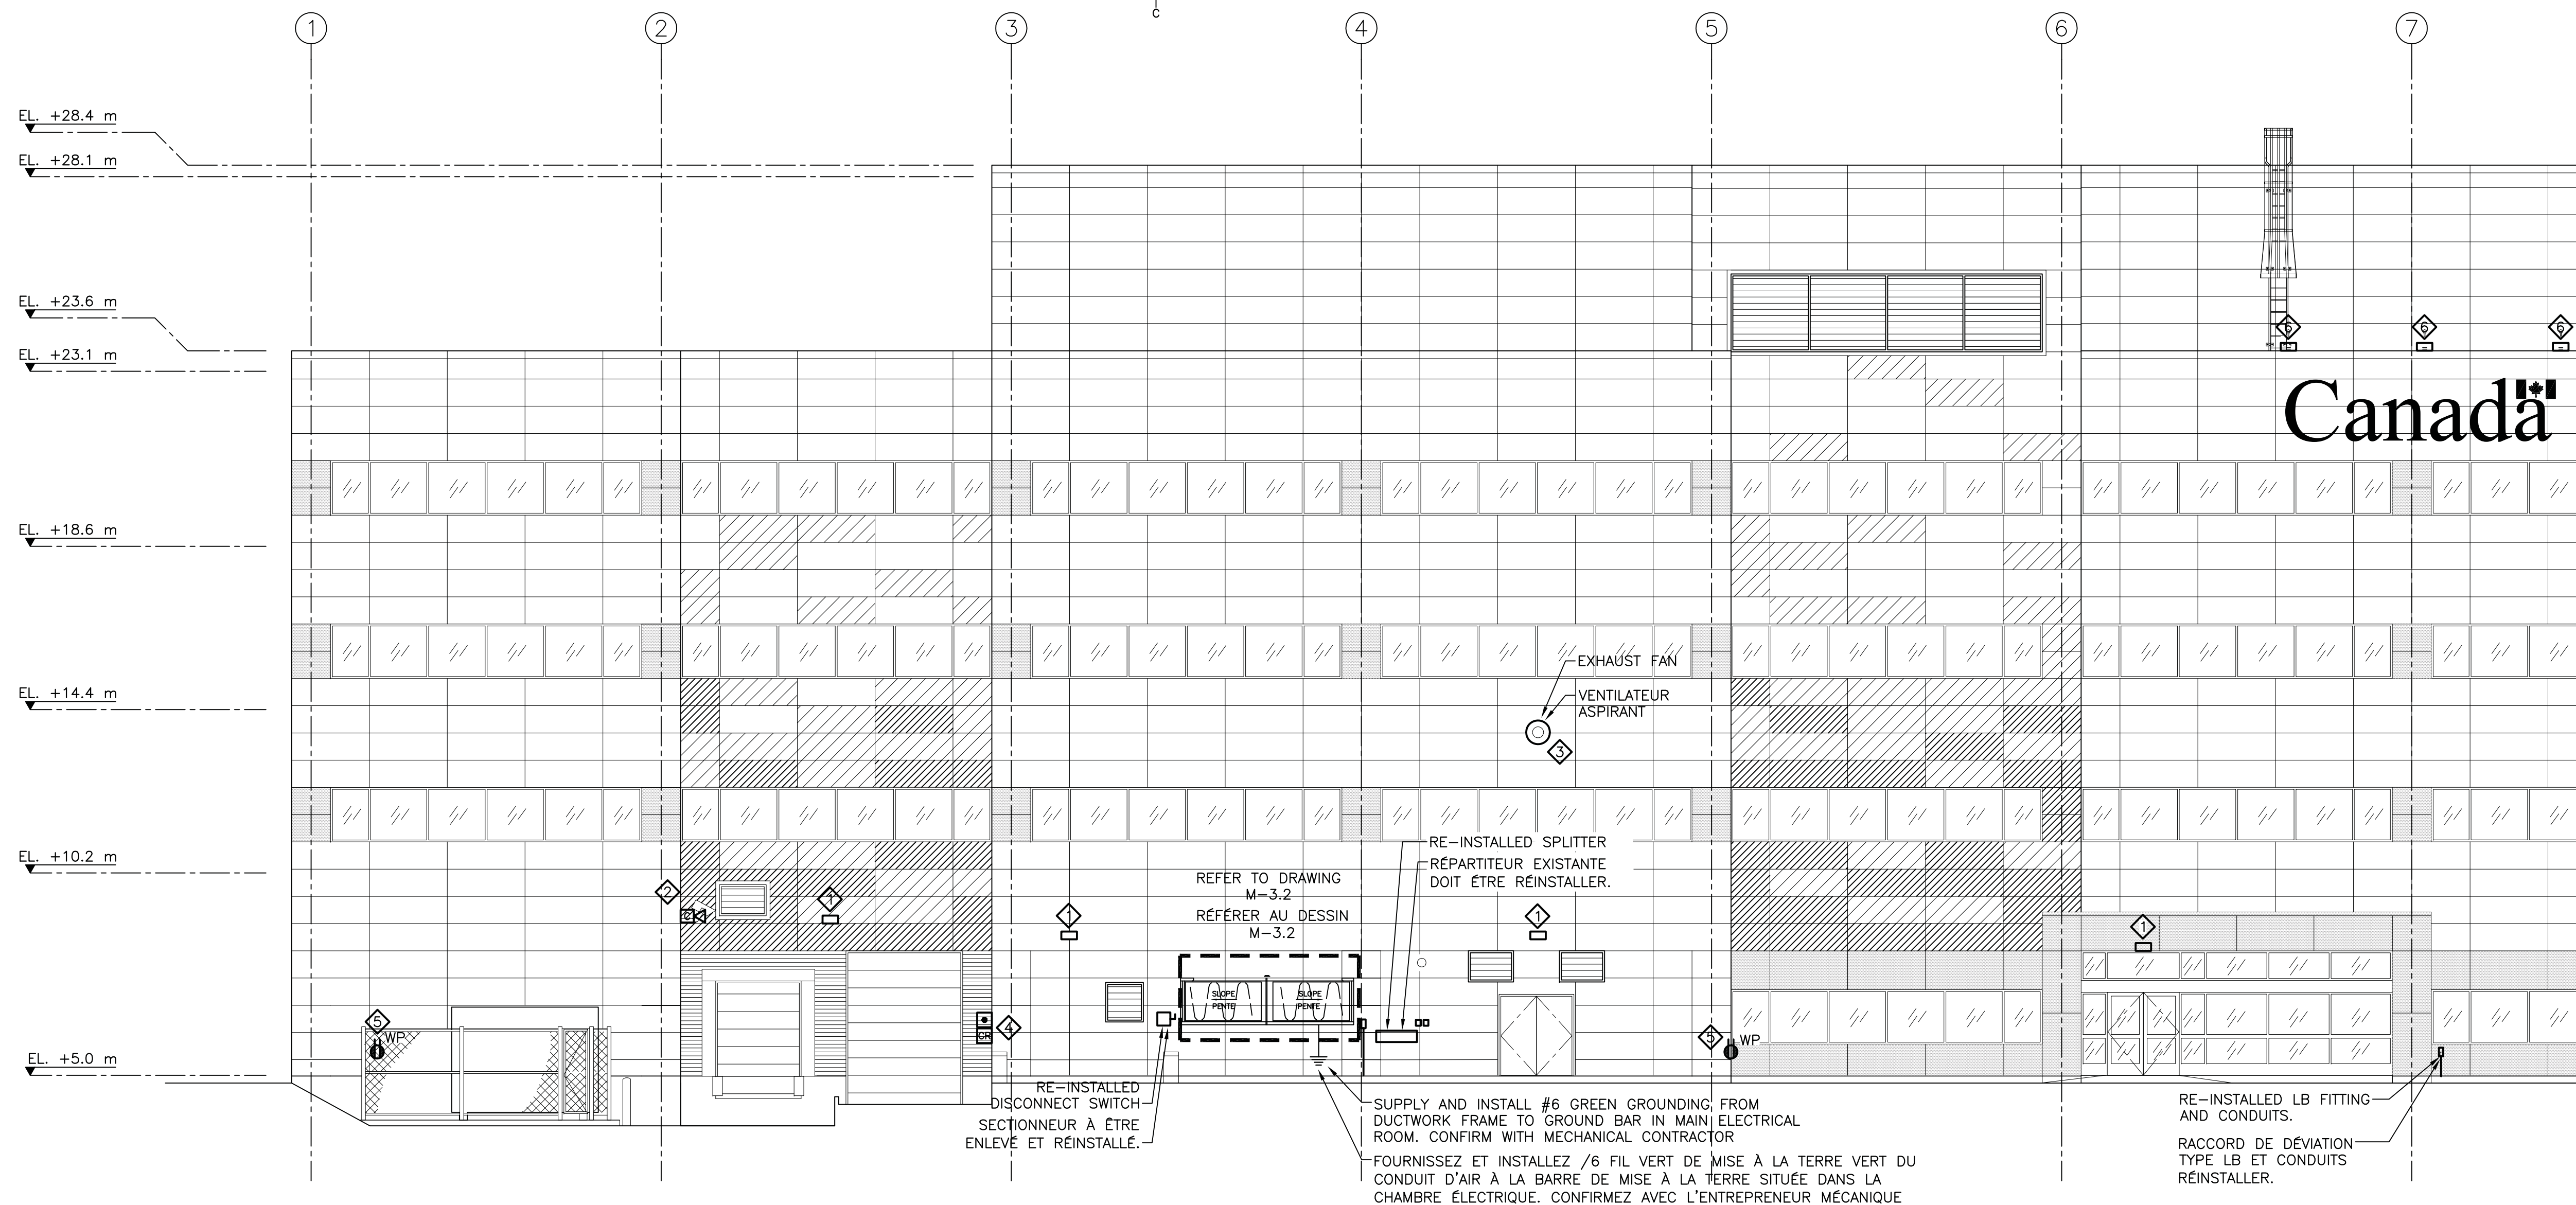 C
1 2 3 4 5 6 7
EL. +28.4 m
EL. +28.1 m
EL. +23.6 m
EL. +23.1 m
6 6 6
Canada
EL. +18.6 m
EL. +14.4 m
EXHAUST FAN
VENTILATEUR
ASPIRANT
3
EL. +10.2 m
RE-INSTALLED SPLITTER
RÉPARTITEUR EXISTANTE
DOIT ÉTRE RÉINSTALLER.
REFER TO DRAWING
M-3.2
RÉFÉRER AU DESSIN
M-3.2
2
C
1
1
1
1
SLOPE
PENTE
SLOPE
PENTE
5
WP
4
CR
5
WP
EL. +5.0 m
RE-INSTALLED
DISCONNECT SWITCH
SECTIONNEUR À ÊTRE
ENLEVÉ ET RÉINSTALLÉ.
SUPPLY AND INSTALL #6 GREEN GROUNDING FROM
DUCTWORK FRAME TO GROUND BAR IN MAIN ELECTRICAL
ROOM. CONFIRM WITH MECHANICAL CONTRACTOR
FOURNISSEZ ET INSTALLEZ /6 FIL VERT DE MISE À LA TERRE VERT DU
CONDUIT D'AIR À LA BARRE DE MISE À LA TERRE SITUÉE DANS LA
CHAMBRE ÉLECTRIQUE. CONFIRMEZ AVEC L'ENTREPRENEUR MÉCANIQUE
RE-INSTALLED LB FITTING
AND CONDUITS.
RACCORD DE DÉVIATION
TYPE LB ET CONDUITS
RÉINSTALLER.